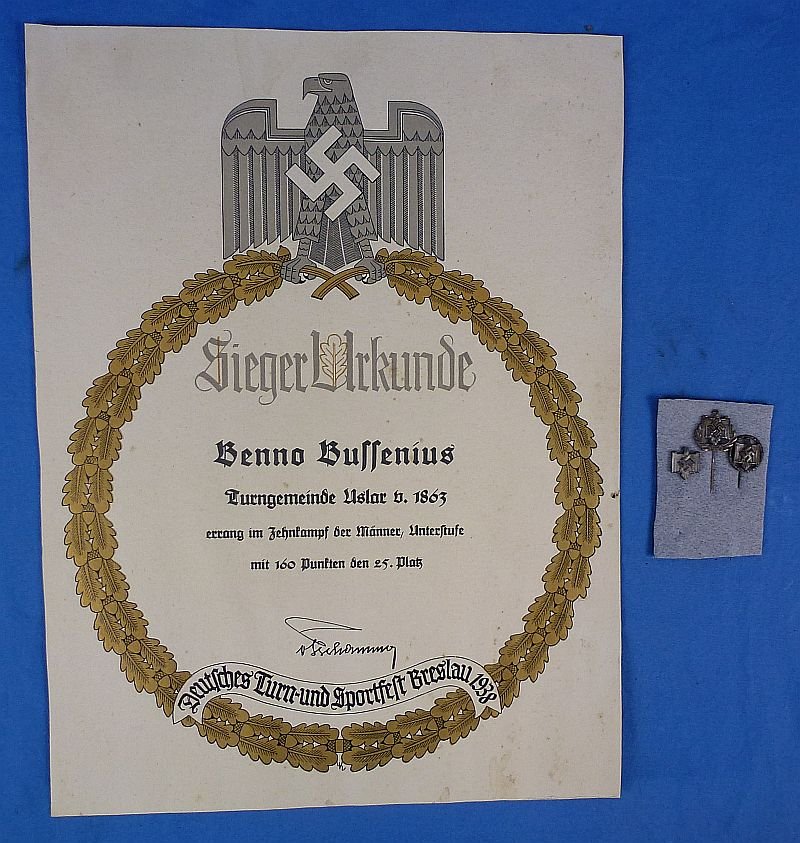 Sieger Urkunde
Benno Bussenius
Turngemeinde Uslar v. 1863
errang im Zehnkampf der Männer, Unterstufe
mit 160 Punkten den 25. Platz
Deutsches Turn- und Sportfest Breslau 1938